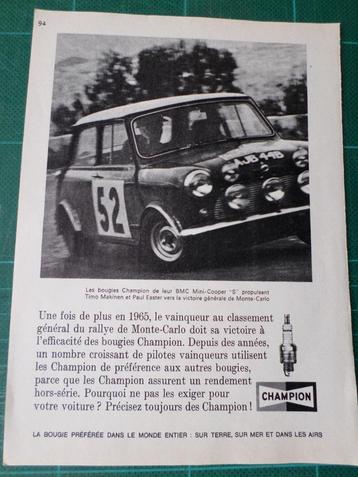 94
52
AJB 44B
Les bougies Champion de leur BMC Mini-Cooper "S" propulsent
Timo Makinen et Paul Easter vers la victoire générale de Monte-Carlo
Une fois de plus en 1965, le vainqueur au classement
général du rallye de Monte-Carlo doit sa victoire à
l'efficacité des bougies Champion. Depuis des années,
un nombre croissant de pilotes vainqueurs utilisent
les Champion de préférence aux autres bougies,
parce que les Champion assurent un rendement
hors-série. Pourquoi ne pas les exiger pour
votre voiture ? Précisez toujours des Champion !
CHAMPION
LA BOUGIE PRÉFÉRÉE DANS LE MONDE ENTIER : SUR TERRE, SUR MER ET DANS LES AIRS